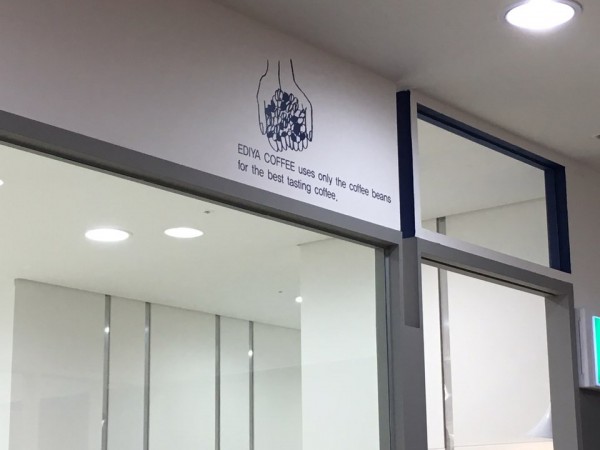 EDIYA COFFEE uses only the coffee beans
for the best tasting coffee.